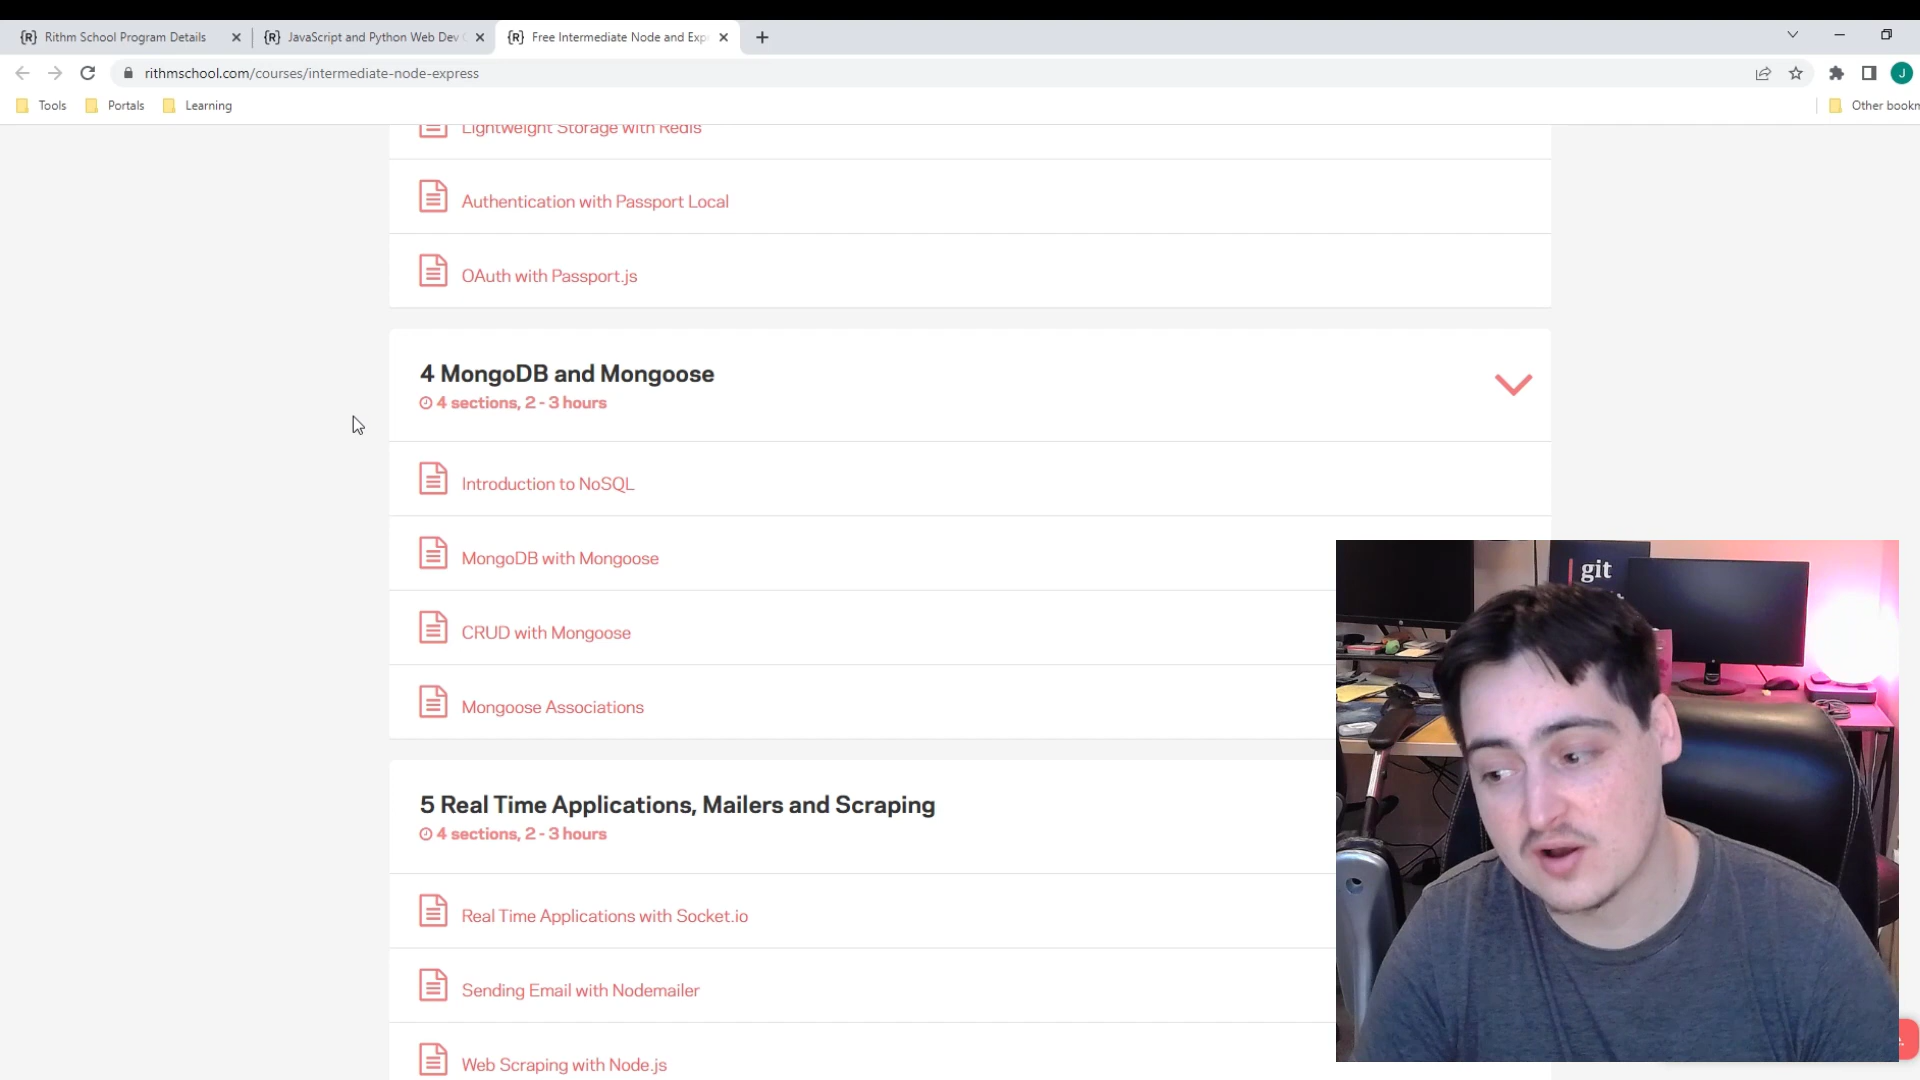 {R} Rithm School Program Details
{R} JavaScript and Python Web Dev
{R} Free Intermediate Node and Exp
rithmschool.com/courses/intermediate-node-express
J
Tools
Portals
Learning
Other bookm
Lightweight Storage with Redis
Authentication with Passport Local
OAuth with Passport.js
4 MongoDB and Mongoose
4 sections, 2 - 3 hours
Introduction to NoSQL
MongoDB with Mongoose
CRUD with Mongoose
Mongoose Associations
5 Real Time Applications, Mailers and Scraping
4 sections, 2 - 3 hours
Real Time Applications with Socket.io
Sending Email with Nodemailer
Web Scraping with Node.js
git